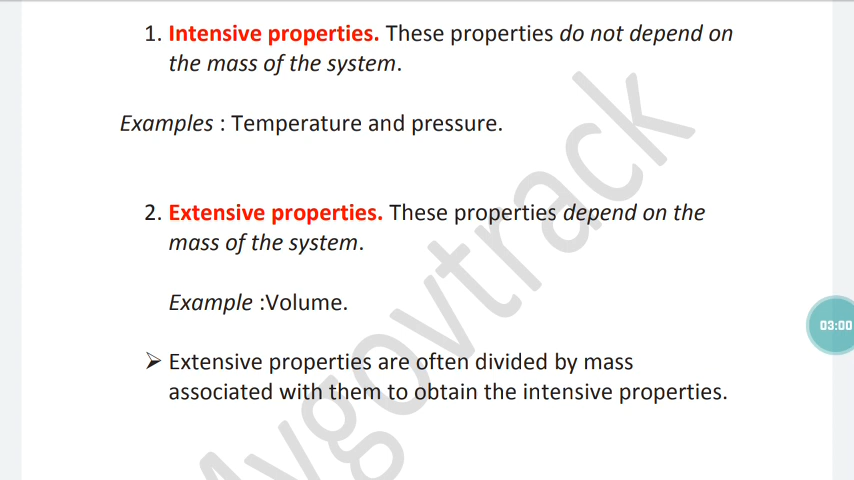 1. Intensive properties. These properties do not depend on
the mass of the system.
Examples : Temperature and pressure.
2. Extensive properties. These properties depend on the
mass of the system.
Example :Volume.
03:00
➢ Extensive properties are often divided by mass
associated with them to obtain the intensive properties.
Mygovtrack